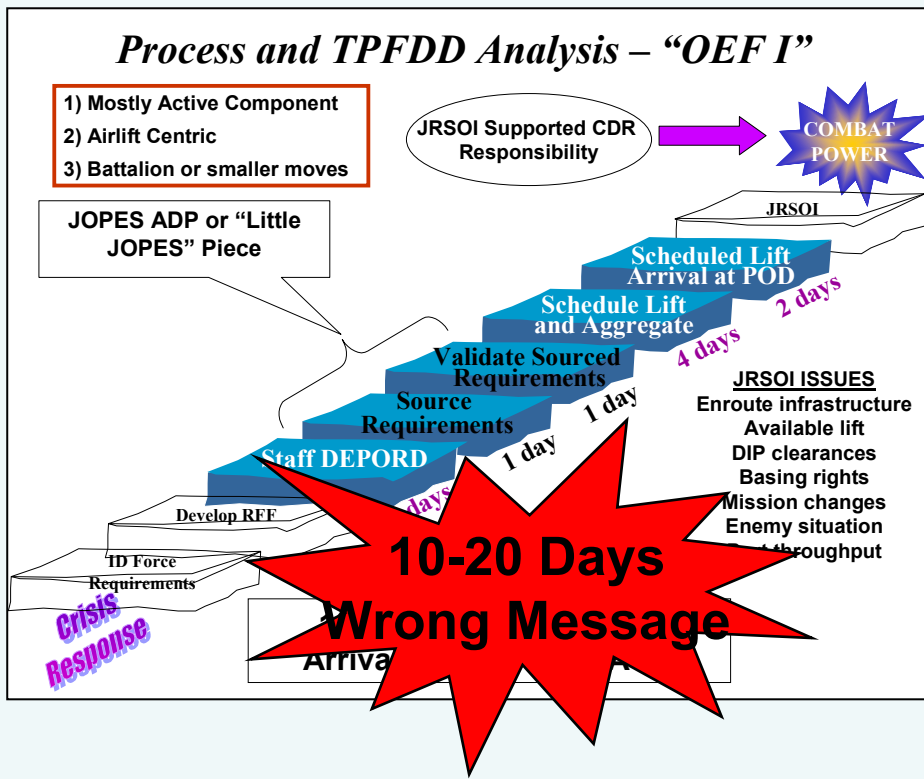 Process and TPFDD Analysis – “OEF I”
1) Mostly Active Component
2) Airlift Centric
3) Battalion or smaller moves
JRSOI Supported CDR
Responsibility
COMBAT
POWER
JOPES ADP or “Little
JOPES” Piece
JRSOI
Scheduled Lift
Arrival at POD
2 days
Schedule Lift
and Aggregate
4 days
Validate Sourced
Requirements
1 day
Source
Requirements
1 day
Staff DEPORD
days
Develop RFF
ID Force
Requirements
Crisis
Response
JRSOI ISSUES
Enroute infrastructure
Available lift
DIP clearances
Basing rights
Mission changes
Enemy situation
throughput
10-20 Days
Wrong Message
Arrival